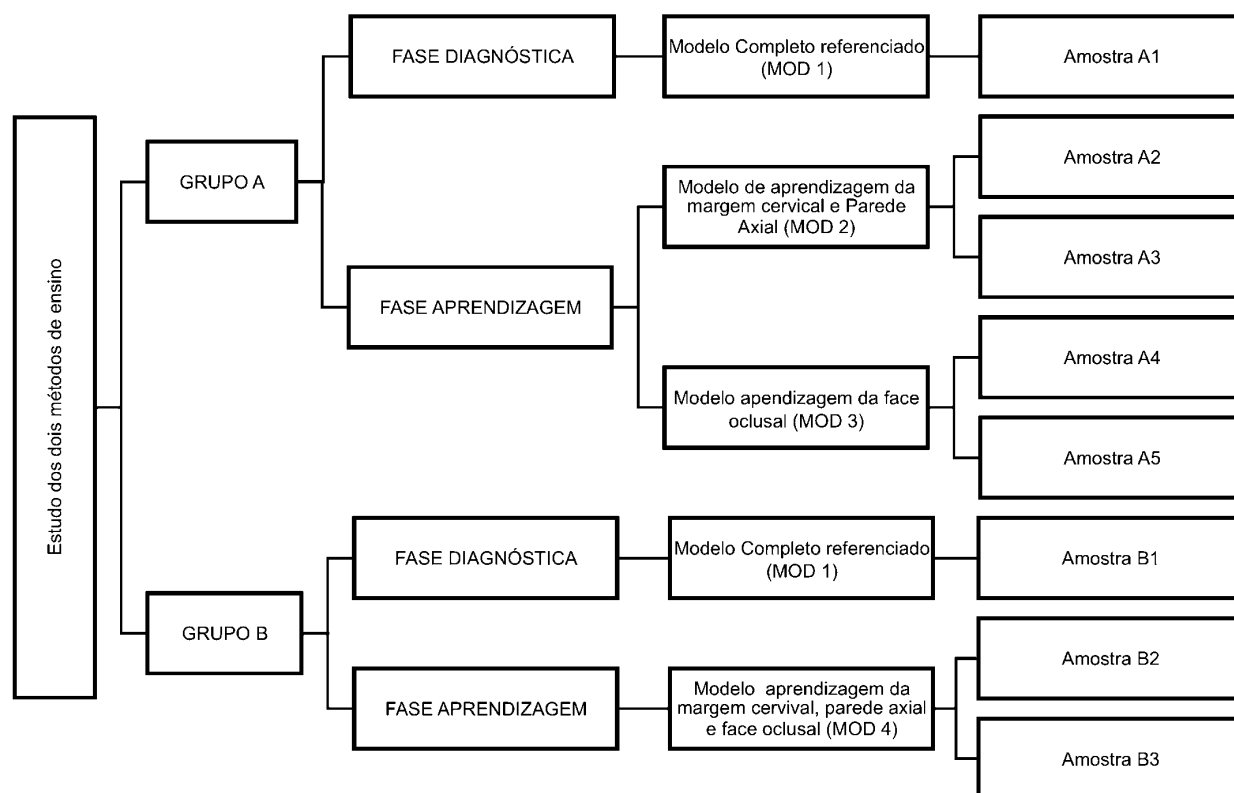 Estudo dos dois métodos de ensino
GRUPO A
FASE DIAGNÓSTICA
Modelo Completo referenciado
(MOD 1)
Amostra A1
FASE APRENDIZAGEM
Modelo de aprendizagem da
margem cervical e Parede
Axial (MOD 2)
Amostra A2
Amostra A3
Modelo apendizagem da face
oclusal (MOD 3)
Amostra A4
Amostra A5
GRUPO B
FASE DIAGNÓSTICA
Modelo Completo referenciado
(MOD 1)
Amostra B1
FASE APRENDIZAGEM
Modelo aprendizagem da
margem cervival, parede axial
e face oclusal (MOD 4)
Amostra B2
Amostra B3